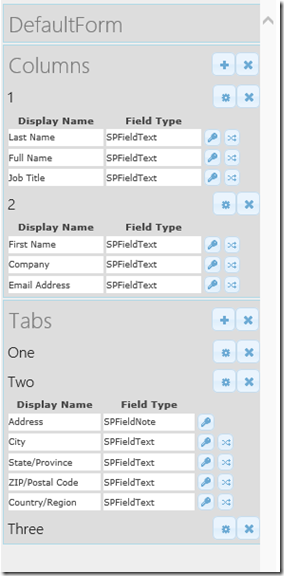 DefaultForm
Columns
1
Display Name Field Type
Last Name SPFieldText
Full Name SPFieldText
Job Title SPFieldText
2
Display Name Field Type
First Name SPFieldText
Company SPFieldText
Email Address SPFieldText
Tabs
One
Two
Display Name Field Type
Address SPFieldNote
City SPFieldText
State/Province SPFieldText
ZIP/Postal Code SPFieldText
Country/Region SPFieldText
Three